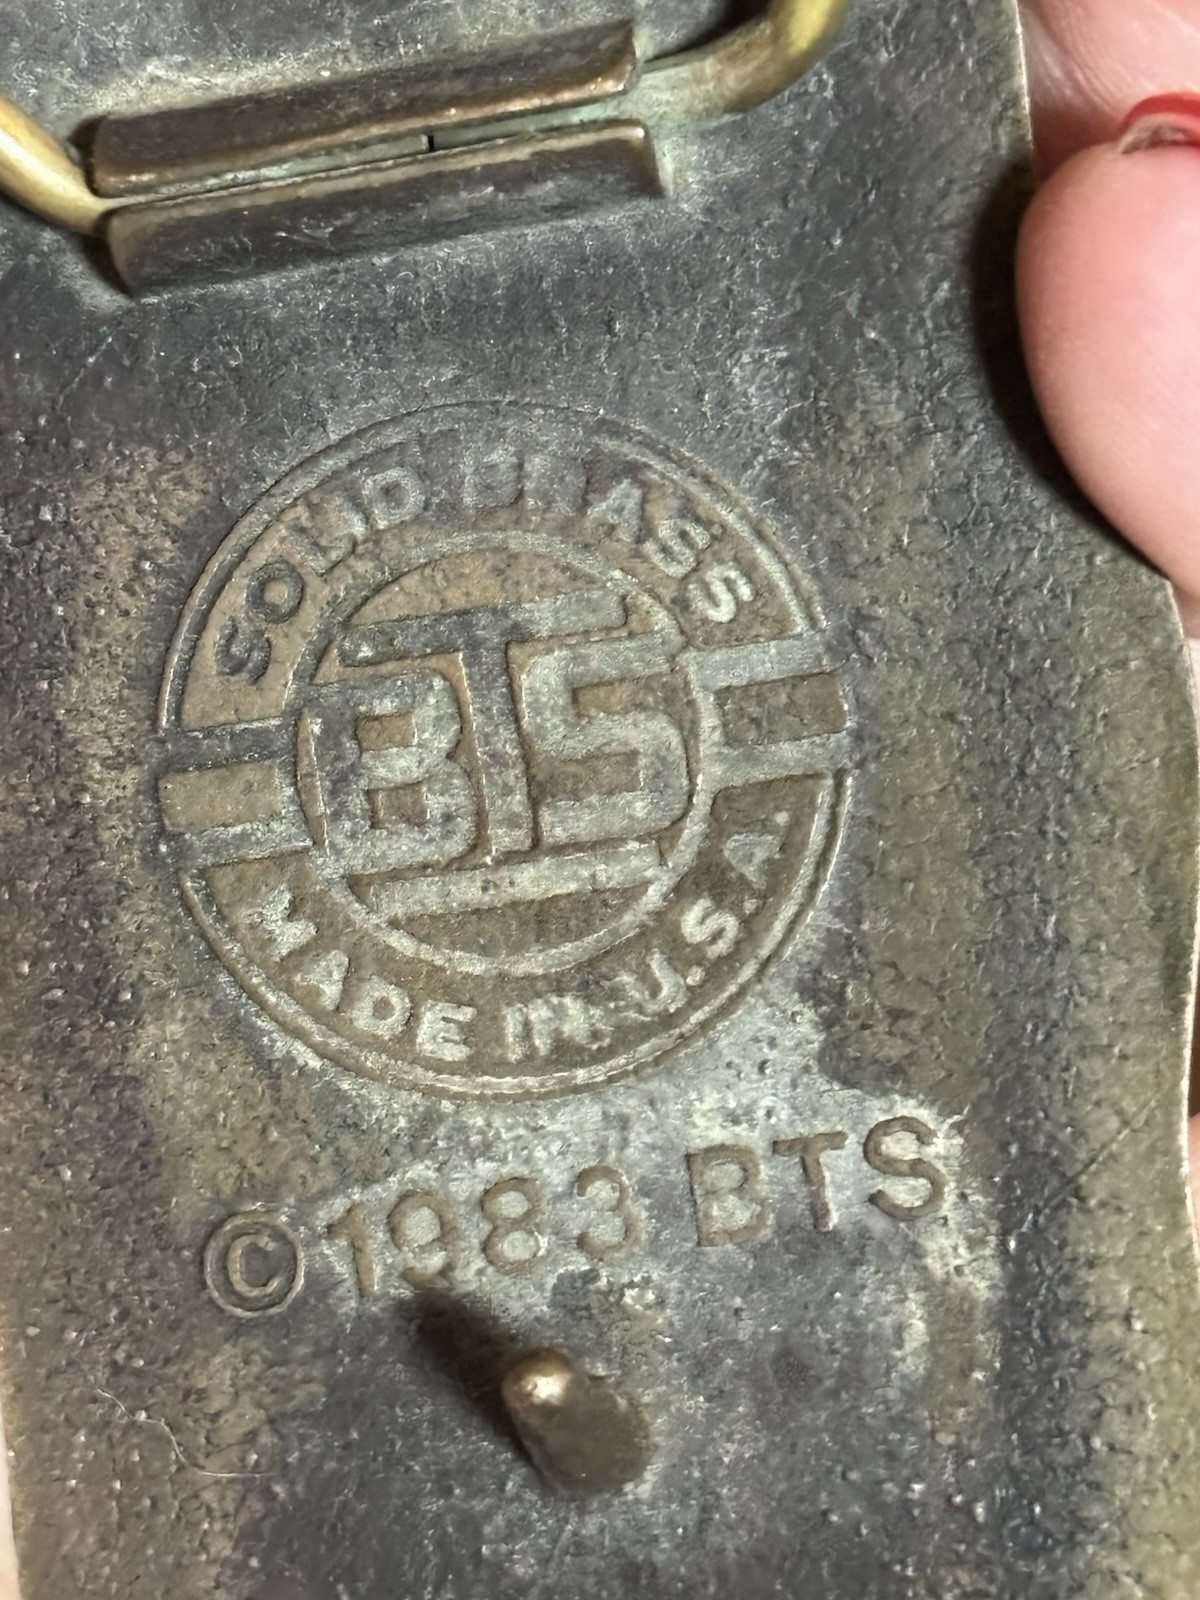 SOLID BRASS
BTS
MADE IN U.S.A.
© 1983 BTS